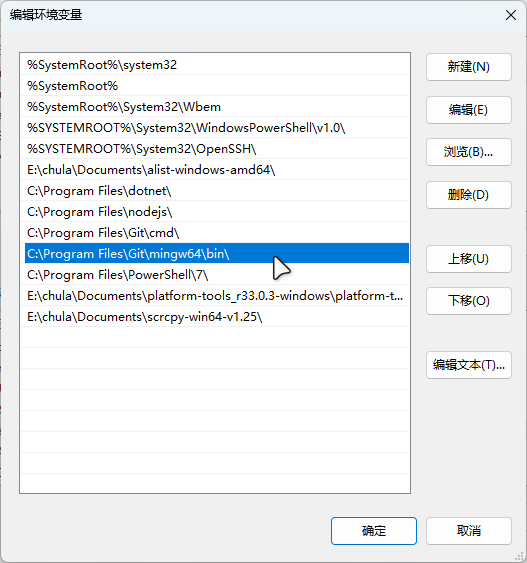 编辑环境变量
%SystemRoot%\system32
%SystemRoot%
%SystemRoot%\System32\Wbem
%SYSTEMROOT%\System32\WindowsPowerShell\v1.0\
%SYSTEMROOT%\System32\OpenSSH\
E:\chula\Documents\alist-windows-amd64\
C:\Program Files\dotnet\
C:\Program Files\nodejs\
C:\Program Files\Git\cmd\
C:\Program Files\Git\mingw64\bin\
C:\Program Files\PowerShell\7\
E:\chula\Documents\platform-tools_r33.0.3-windows\platform-t...
E:\chula\Documents\scrcpy-win64-v1.25\
新建(N)
编辑(E)
浏览(B)...
删除(D)
上移(U)
下移(O)
编辑文本(T)...
确定
取消